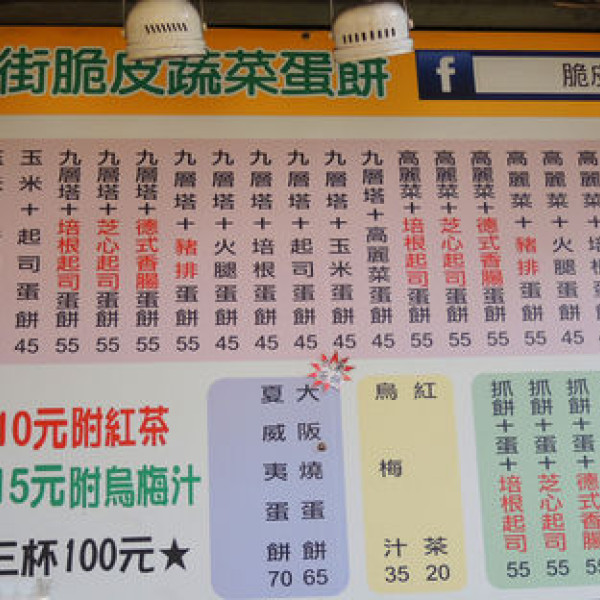 街脆皮蔬菜蛋餅
f
脆皮
玉米+起司蛋餅 45
九層塔+培根起司蛋餅 55
九層塔+芝心起司蛋餅 55
九層塔+德式香腸蛋餅 55
九層塔+豬排蛋餅 55
九層塔+火腿蛋餅 45
九層塔+培根蛋餅 45
九層塔+起司蛋餅 45
九層塔+玉米蛋餅 45
九層塔+高麗菜蛋餅 45
高麗菜+培根起司蛋餅 55
高麗菜+芝心起司蛋餅 55
高麗菜+德式香腸蛋餅 55
高麗菜+豬排蛋餅 55
高麗菜+火腿蛋餅 45
10元附紅茶
15元附烏梅汁
三杯100元★
夏威夷蛋餅 70
大阪燒蛋餅 65
烏梅汁 35
紅茶 20
抓餅+蛋+培根起司 55
抓餅+蛋+芝心起司 55
抓餅+蛋+德式香腸 55